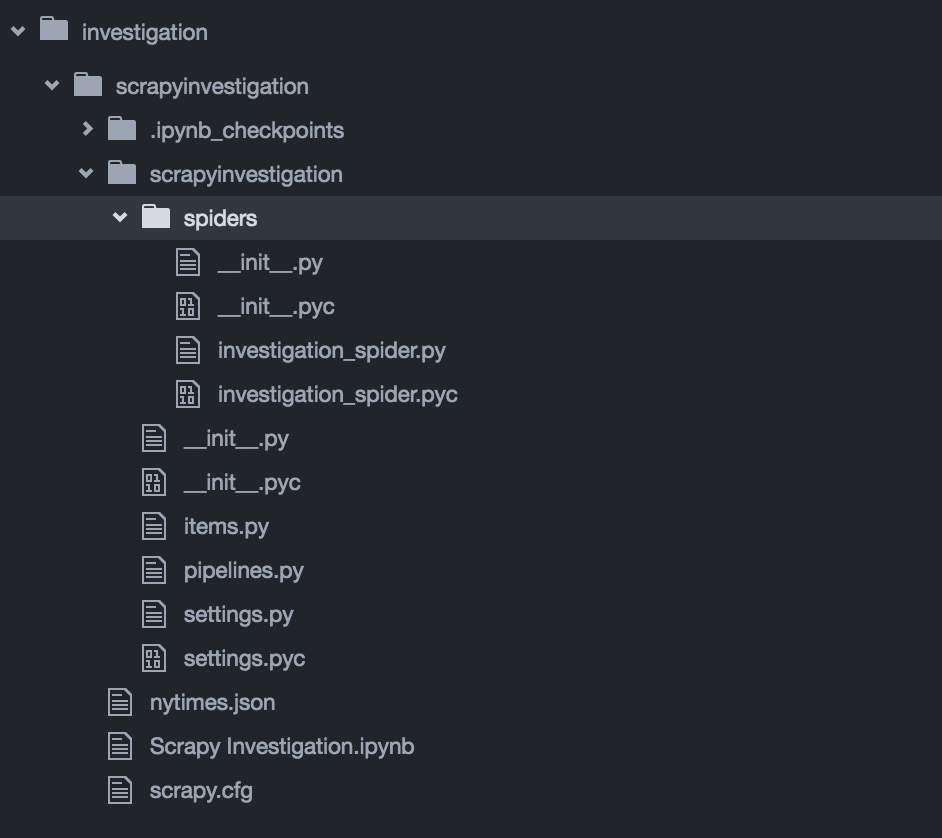 investigation
scrapyinvestigation
.ipynb_checkpoints
scrapyinvestigation
spiders
__init__.py
__init__.pyc
investigation_spider.py
investigation_spider.pyc
__init__.py
__init__.pyc
items.py
pipelines.py
settings.py
settings.pyc
nytimes.json
Scrapy Investigation.ipynb
scrapy.cfg